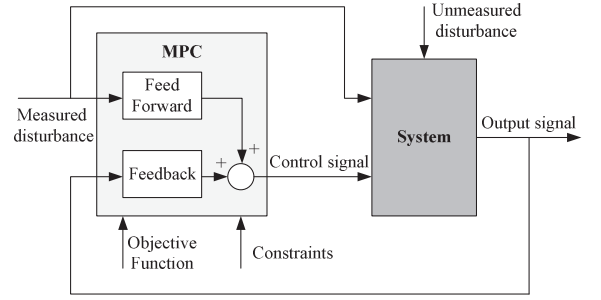 Unmeasured
disturbance
MPC
Feed
Forward
Measured
disturbance
+
+
Feedback
Control signal
System
Output signal
Objective
Function
Constraints